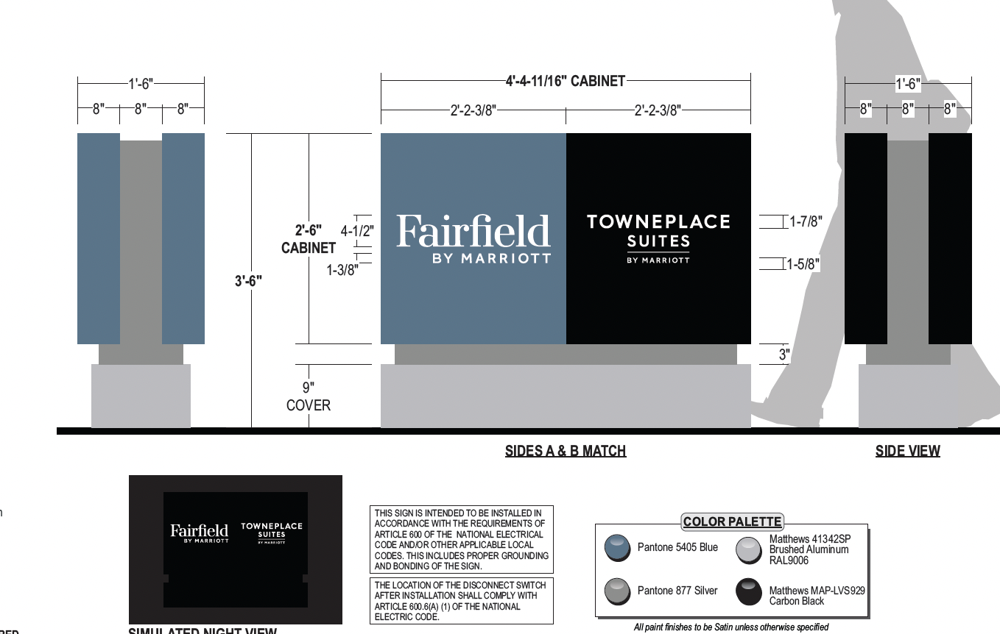 1'-6"
8" 8" 8"
4'-4-11/16" CABINET
2'-2-3/8" 2'-2-3/8"
1'-6"
8" 8" 8"
2'-6"
CABINET
4-1/2"
1-3/8"
3'-6"
Fairfield
BY MARRIOTT
TOWNEPLACE
SUITES
BY MARRIOTT
1-7/8"
1-5/8"
3"
9"
COVER
SIDES A & B MATCH
SIDE VIEW
Fairfield
BY MARRIOTT
TOWNEPLACE
SUITES
BY MARRIOTT
SIMULATED NIGHT VIEW
THIS SIGN IS INTENDED TO BE INSTALLED IN
ACCORDANCE WITH THE REQUIREMENTS OF
ARTICLE 600 OF THE NATIONAL ELECTRICAL
CODE AND/OR OTHER APPLICABLE LOCAL
CODES. THIS INCLUDES PROPER GROUNDING
AND BONDING OF THE SIGN.
THE LOCATION OF THE DISCONNECT SWITCH
AFTER INSTALLATION SHALL COMPLY WITH
ARTICLE 600.6(A) (1) OF THE NATIONAL
ELECTRIC CODE.
COLOR PALETTE
Pantone 5405 Blue
Matthews 41342SP
Brushed Aluminum
RAL9006
Pantone 877 Silver
Matthews MAP-LVS929
Carbon Black
All paint finishes to be Satin unless otherwise specified